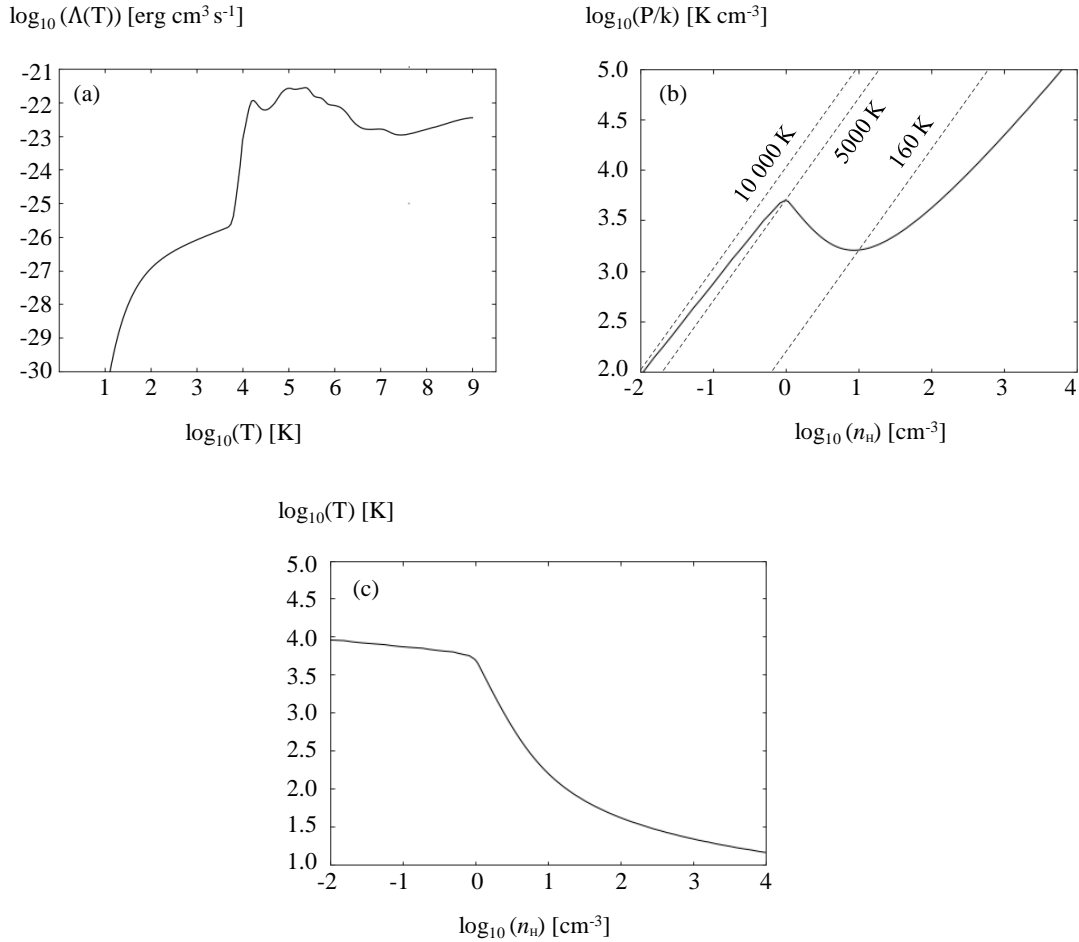 log₁₀ (Λ(T)) [erg cm³ s⁻¹]
-21
-22
-23
-24
-25
-26
-27
-28
-29
-30
(a)
1 2 3 4 5 6 7 8 9
log₁₀(T) [K]
log₁₀(P/k) [K cm⁻³]
5.0
4.5
4.0
3.5
3.0
2.5
2.0
(b)
10 000 K
5000 K
160 K
-2 -1 0 1 2 3 4
log₁₀ (n_H) [cm⁻³]
log₁₀(T) [K]
5.0
4.5
4.0
3.5
3.0
2.5
2.0
1.5
1.0
(c)
-2 -1 0 1 2 3 4
log₁₀ (n_H) [cm⁻³]